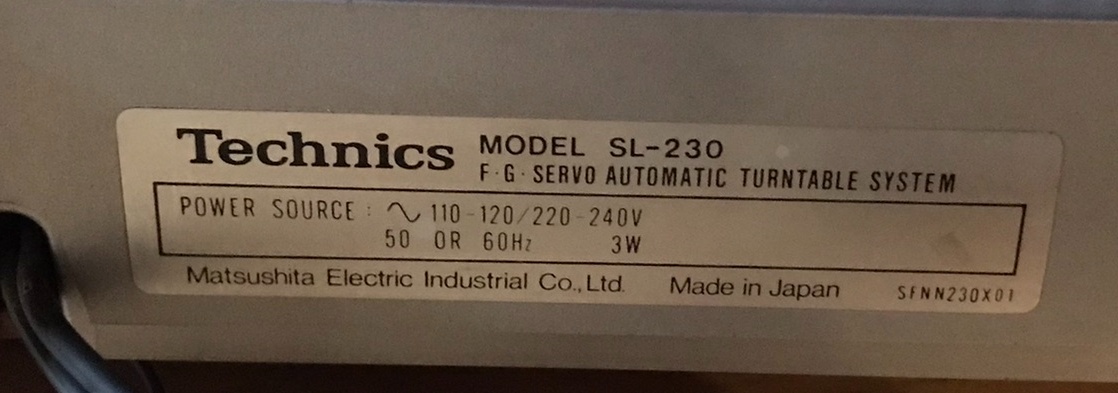 Technics MODEL SL-230
F·G·SERVO AUTOMATIC TURNTABLE SYSTEM
POWER SOURCE : ∿ 110-120/220-240V
50 OR 60Hz 3W
Matsushita Electric Industrial Co., Ltd. Made in Japan SFNN230X01